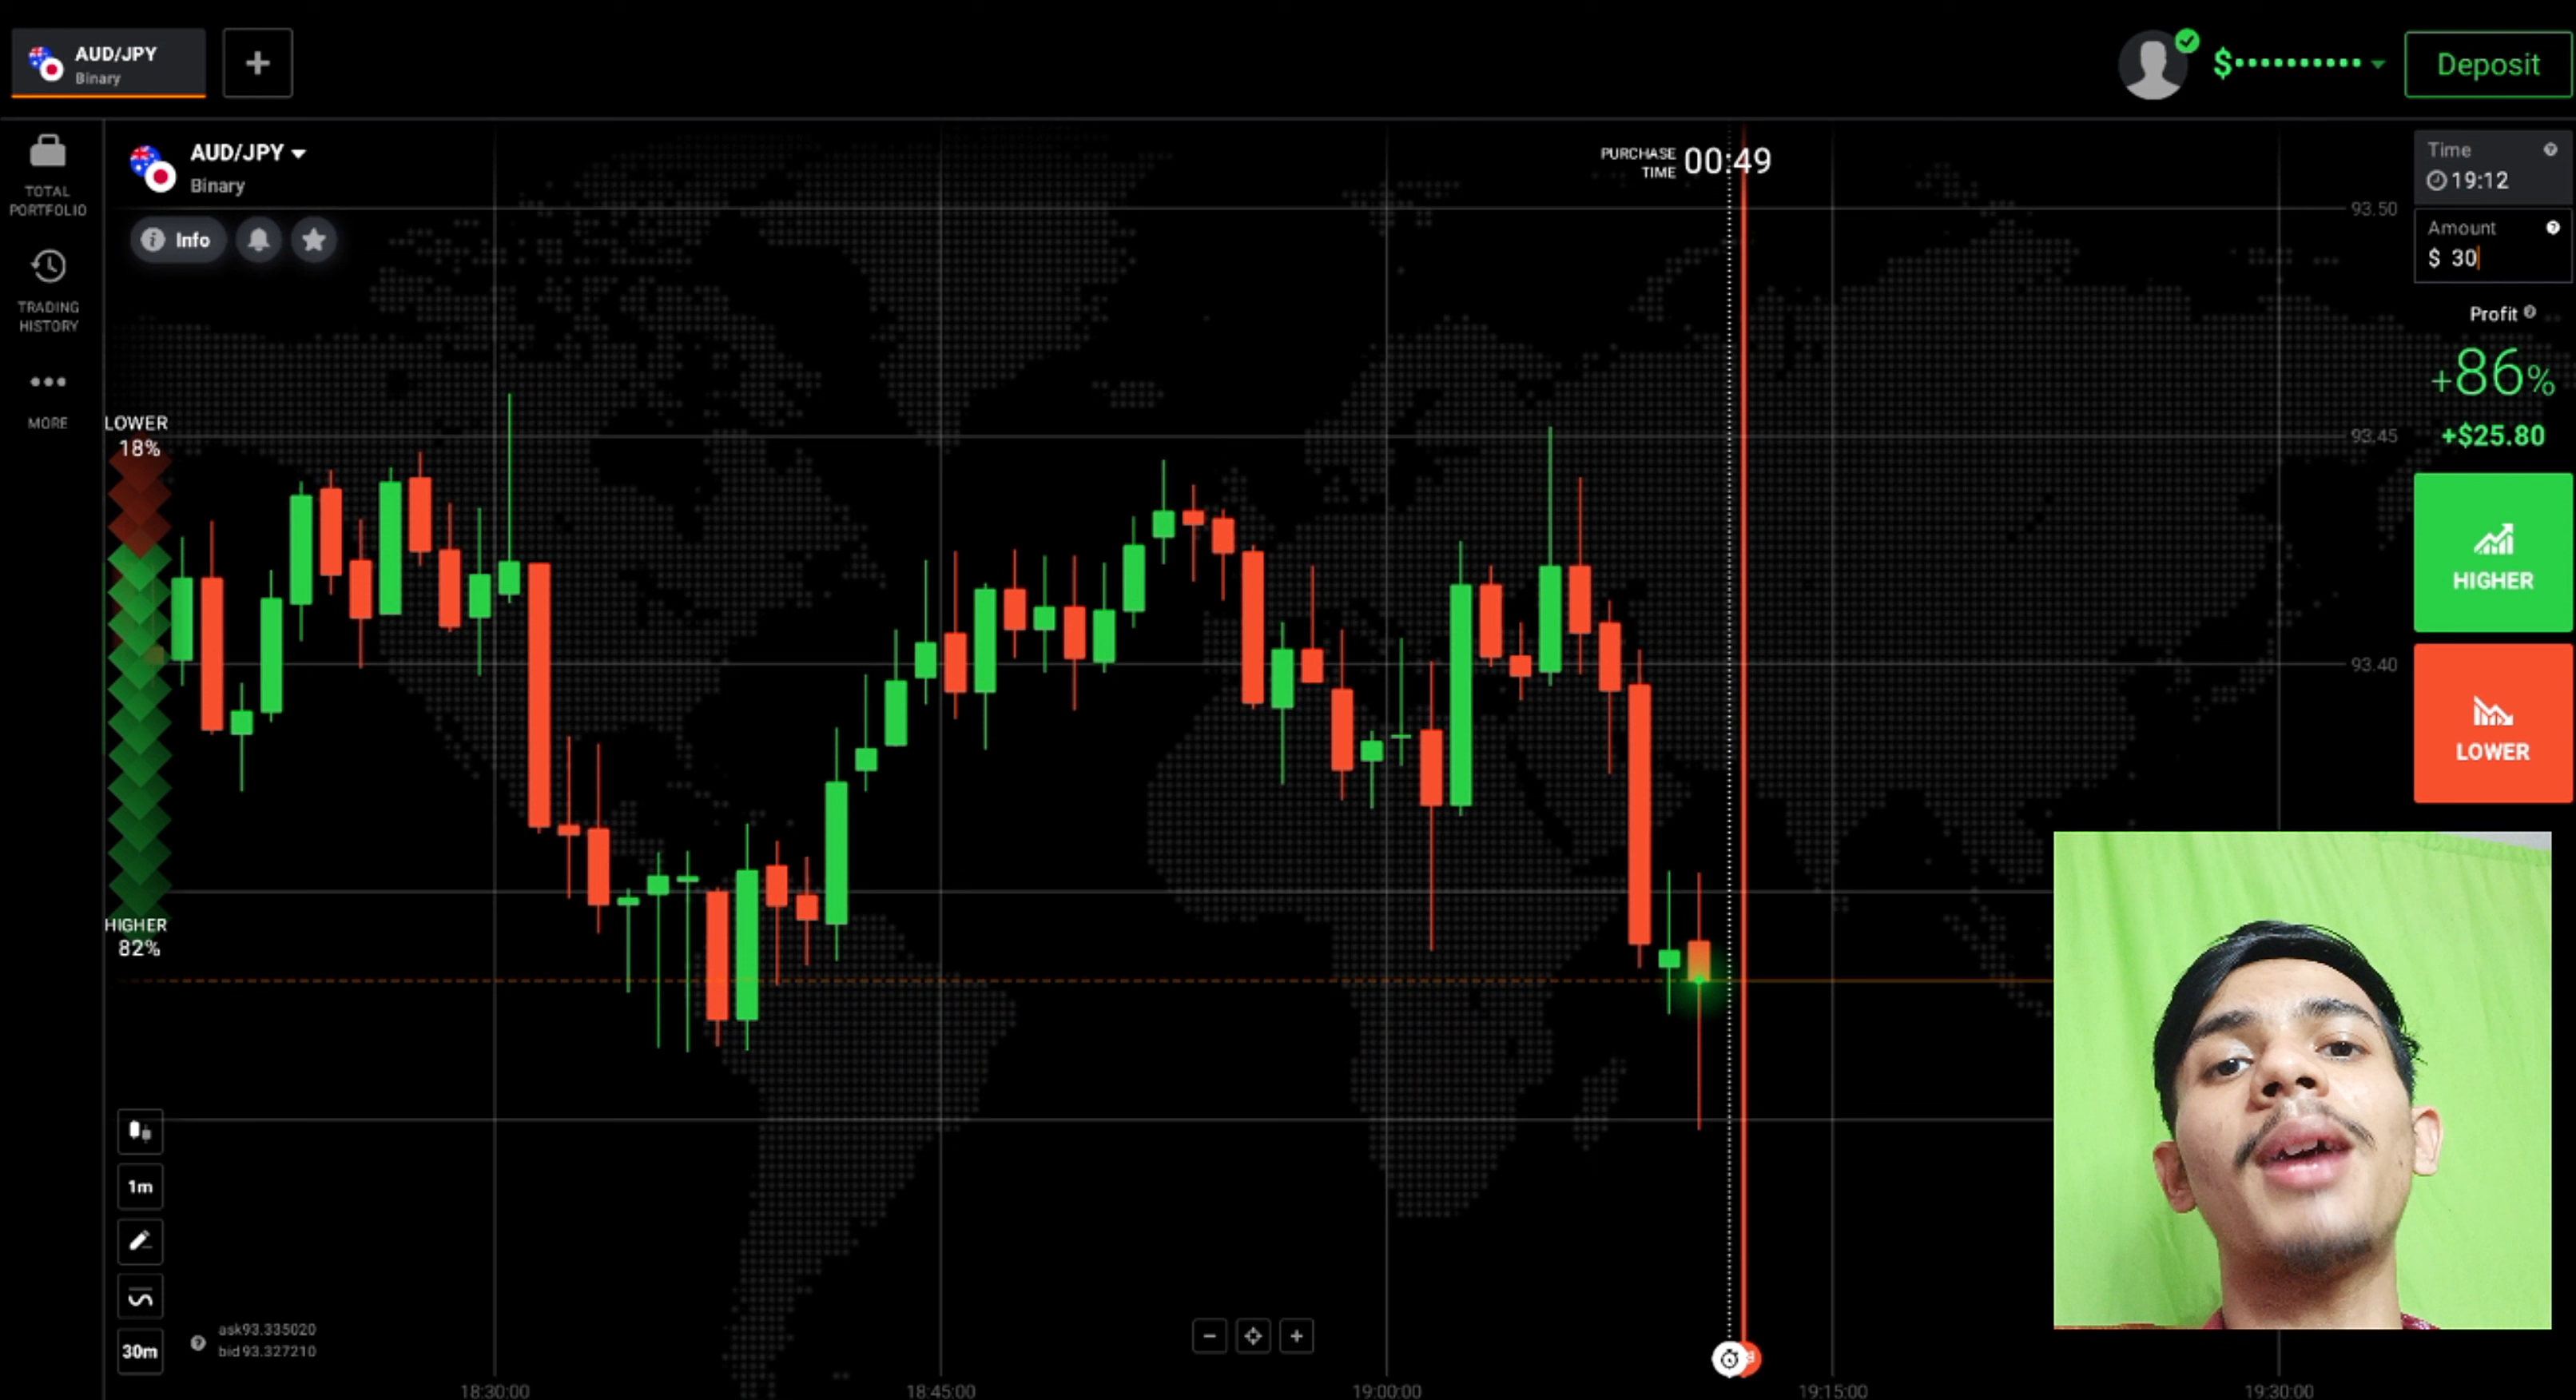 AUD/JPY
Binary
+
$
Deposit
TOTAL
PORTFOLIO
TRADING
HISTORY
MORE
AUD/JPY
Binary
Info
PURCHASE
TIME
00:49
Time
19:12
Amount
$ 30
Profit
+86%
+$25.80
HIGHER
LOWER
93.50
93.45
93.40
LOWER
18%
HIGHER
82%
1m
30m
ask93.335020
bid93.327210
18:30:00
18:45:00
19:00:00
19:15:00
19:30:00